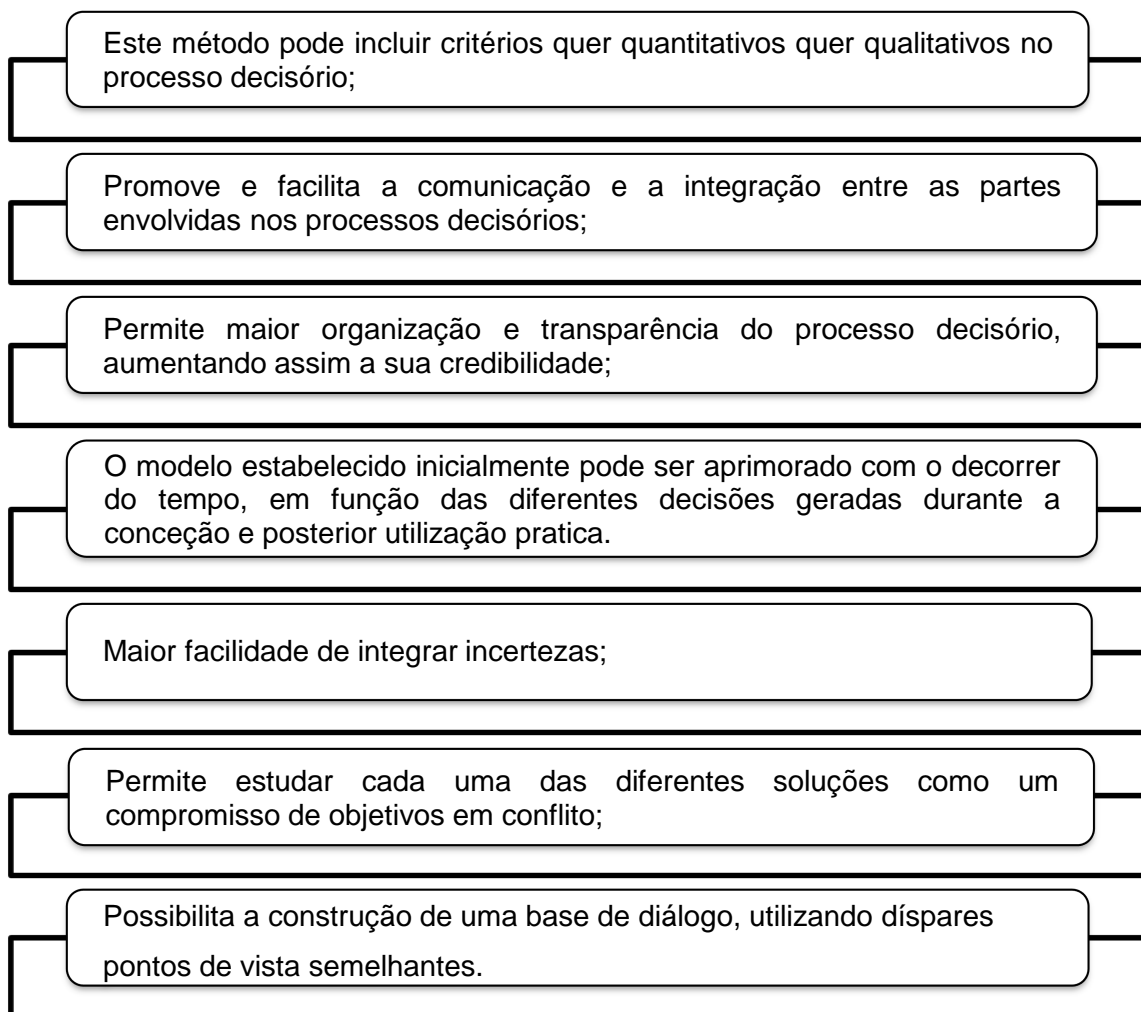 Este método pode incluir critérios quer quantitativos quer qualitativos no
processo decisório;
Promove e facilita a comunicação e a integração entre as partes
envolvidas nos processos decisórios;
Permite maior organização e transparência do processo decisório,
aumentando assim a sua credibilidade;
O modelo estabelecido inicialmente pode ser aprimorado com o decorrer
do tempo, em função das diferentes decisões geradas durante a
conceção e posterior utilização pratica.
Maior facilidade de integrar incertezas;
Permite estudar cada uma das diferentes soluções como um
compromisso de objetivos em conflito;
Possibilita a construção de uma base de diálogo, utilizando díspares
pontos de vista semelhantes.